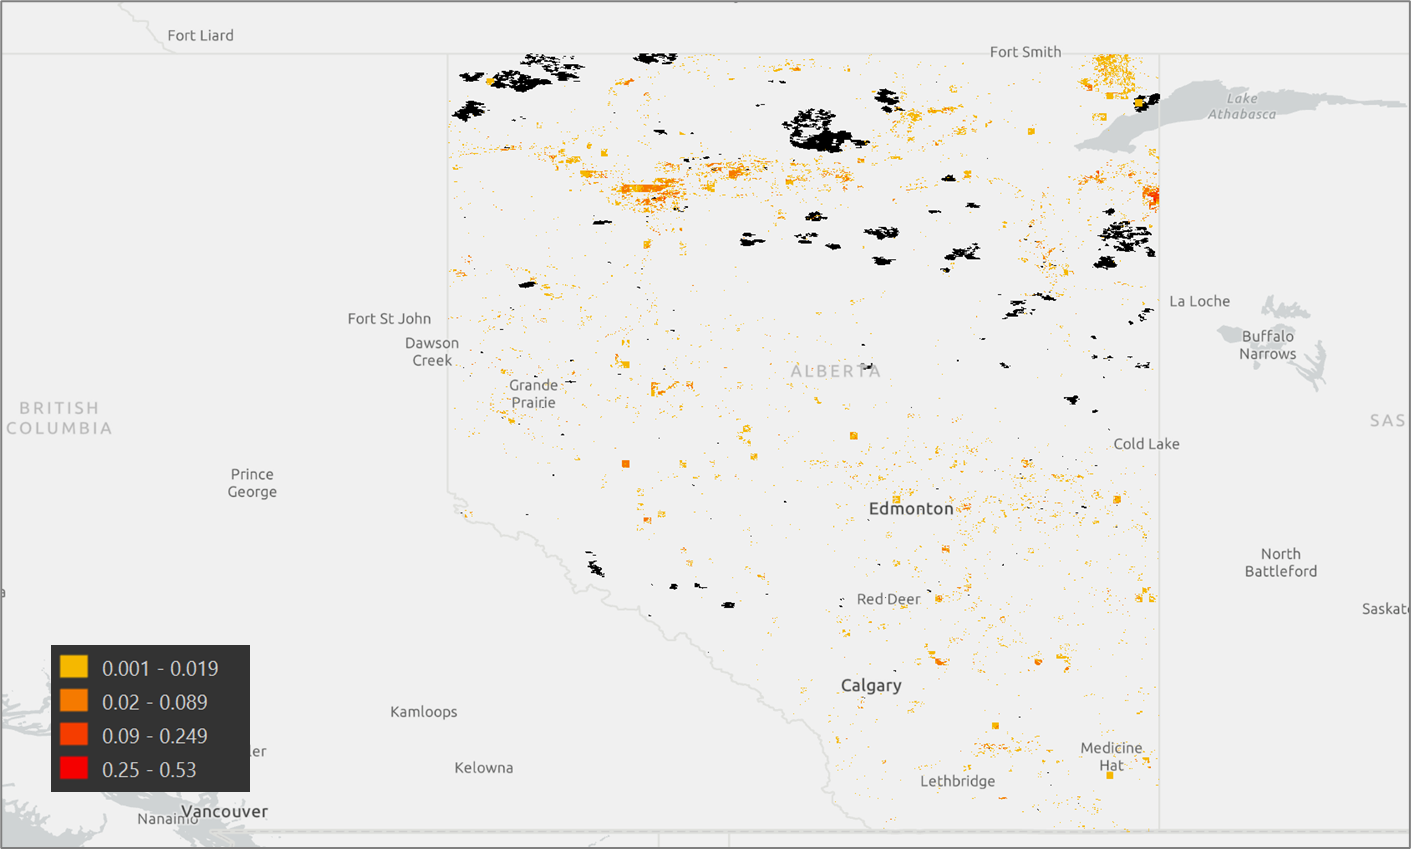 Fort Liard
Fort Smith
Lake
Athabasca
La Loche
Fort St John
Buffalo
Narrows
Dawson
Creek
ALBERTA
Grande
Prairie
BRITISH
COLUMBIA
SAS
Cold Lake
Prince
George
Edmonton
North
Battleford
Red Deer
Saskato
0.001 - 0.019
Calgary
0.02 - 0.089
Kamloops
0.09 - 0.249
ler
Medicine
Hat
Kelowna
0.25 - 0.53
Lethbridge
Vancouver
Nanaimo